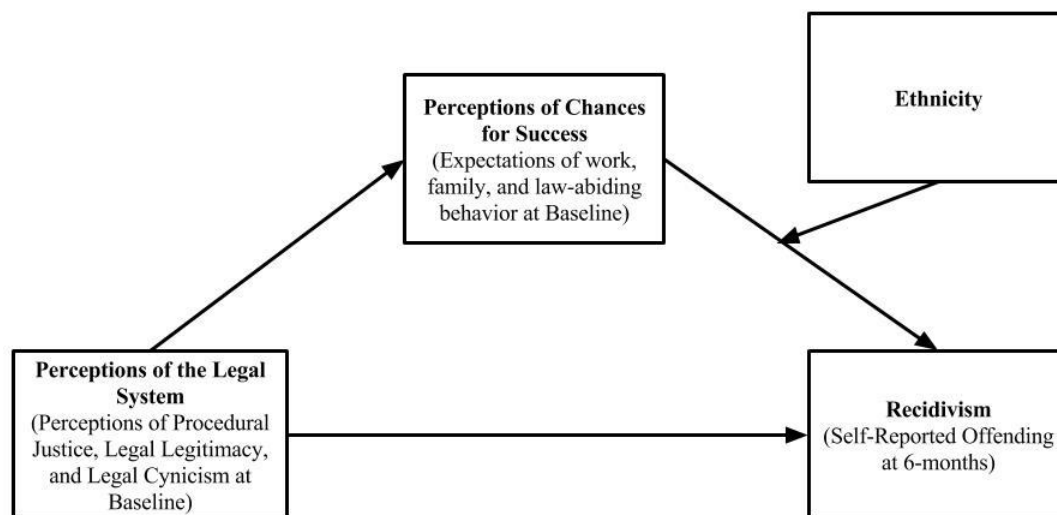 Ethnicity
Perceptions of Chances
for Success
(Expectations of work,
family, and law-abiding
behavior at Baseline)
Perceptions of the Legal
System
(Perceptions of Procedural
Justice, Legal Legitimacy,
and Legal Cynicism at
Baseline)
Recidivism
(Self-Reported Offending
at 6-months)